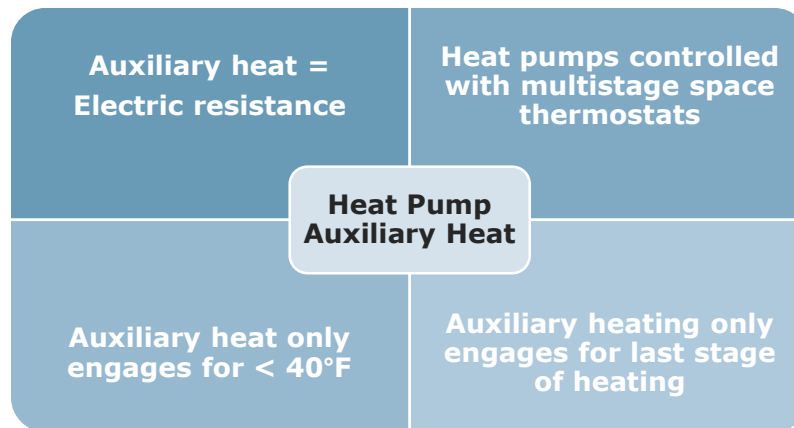 Auxiliary heat =
Electric resistance
Heat pumps controlled
with multistage space
thermostats
Heat Pump
Auxiliary Heat
Auxiliary heat only
engages for < 40°F
Auxiliary heating only
engages for last stage
of heating